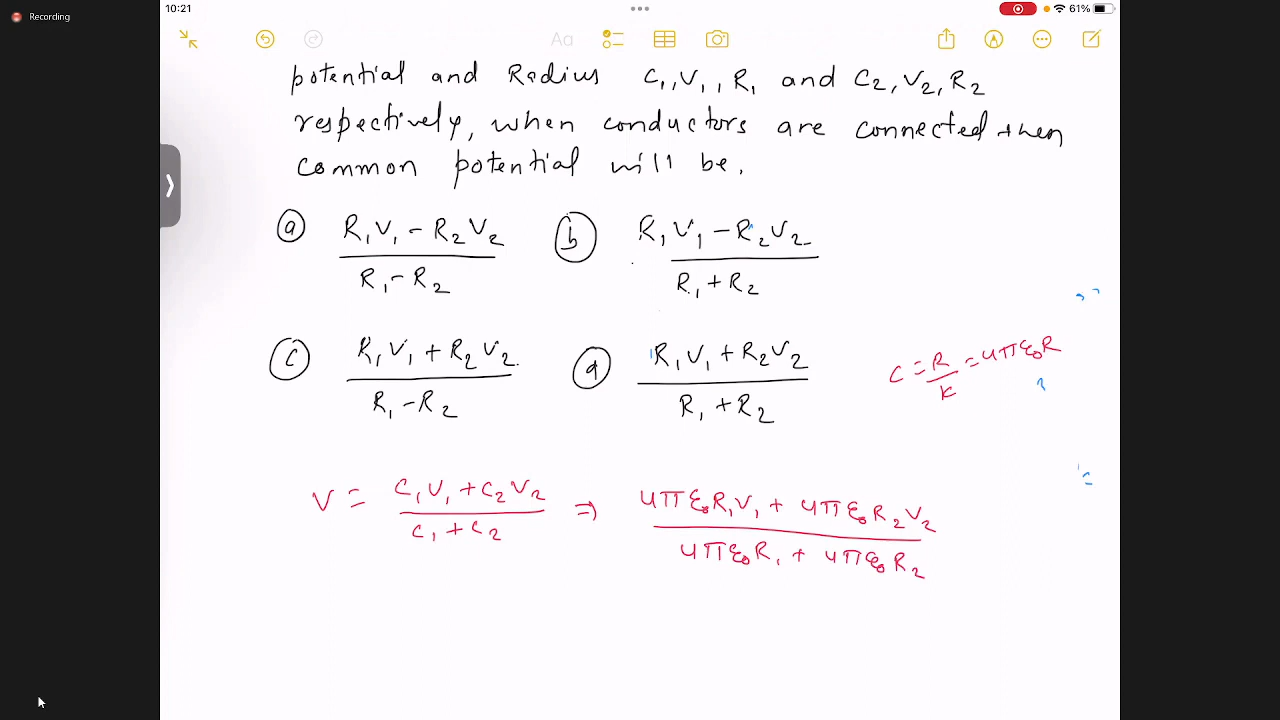 Recording
10:21
61%
Aa
potential and Radius C₁,V₁,R₁ and C₂,V₂,R₂
respectively, when conductors are connected then
common potential will be.
(a) (R₁V₁ − R₂V₂)/(R₁ − R₂) (b) (R₁V₁ − R₂V₂)/(R₁ + R₂)
(c) (R₁V₁ + R₂V₂)/(R₁ − R₂) (d) (R₁V₁ + R₂V₂)/(R₁ + R₂)
C = R/K = 4πε₀R
V = (C₁V₁ + C₂V₂)/(C₁ + C₂) ⇒ (4πε₀R₁V₁ + 4πε₀R₂V₂)/(4πε₀R₁ + 4πε₀R₂)